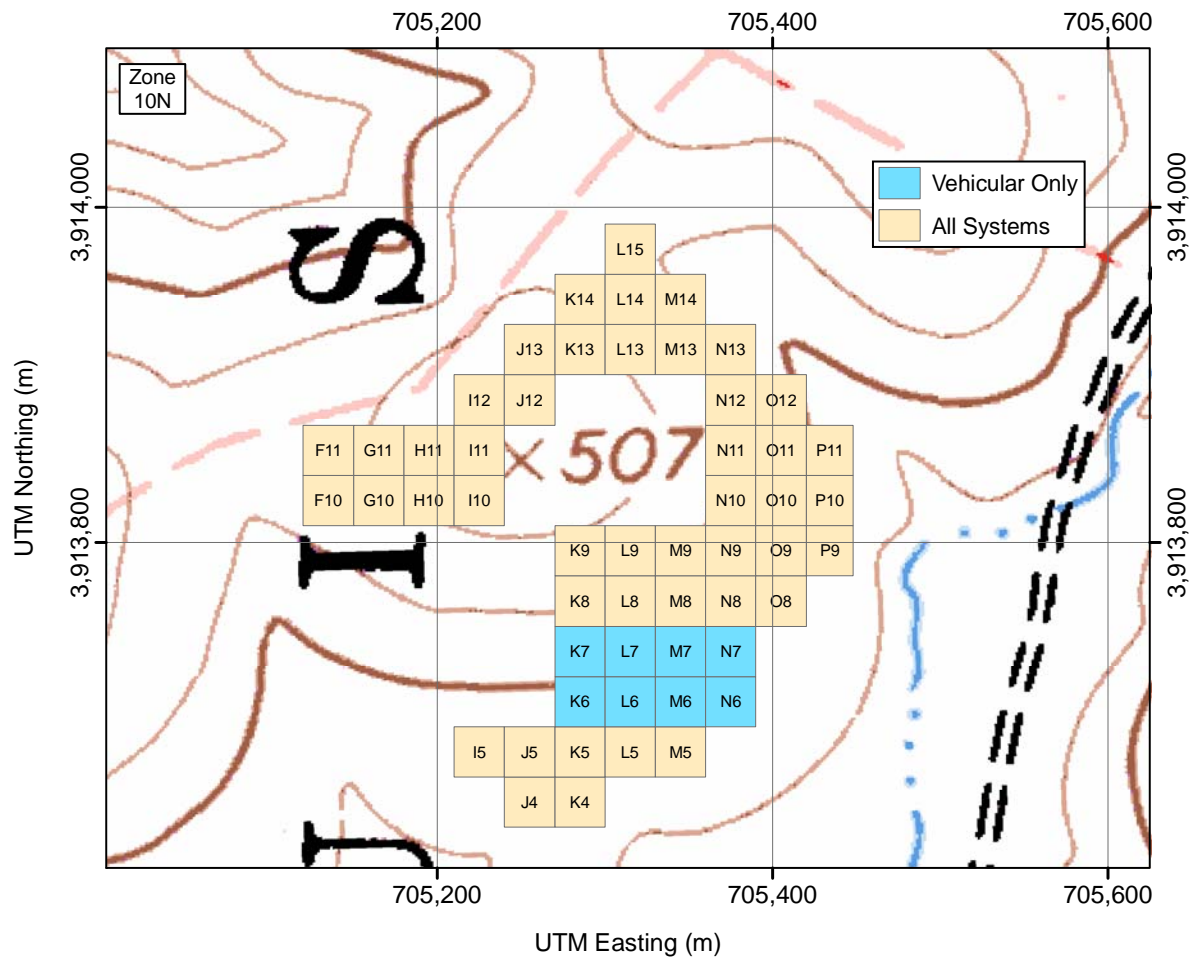 705,200 705,400 705,600
Zone
10N
Vehicular Only
All Systems
3,914,000 3,914,000
S
L15
K14 L14 M14
J13 K13 L13 M13 N13
I12 J12 N12 O12
F11 G11 H11 I11 × 507 N11 O11 P11
F10 G10 H10 I10 N10 O10 P10
3,913,800 3,913,800
I
K9 L9 M9 N9 O9 P9
K8 L8 M8 N8 O8
K7 L7 M7 N7
K6 L6 M6 N6
I5 J5 K5 L5 M5
J4 K4
705,200 705,400 705,600
UTM Easting (m)
UTM Northing (m)